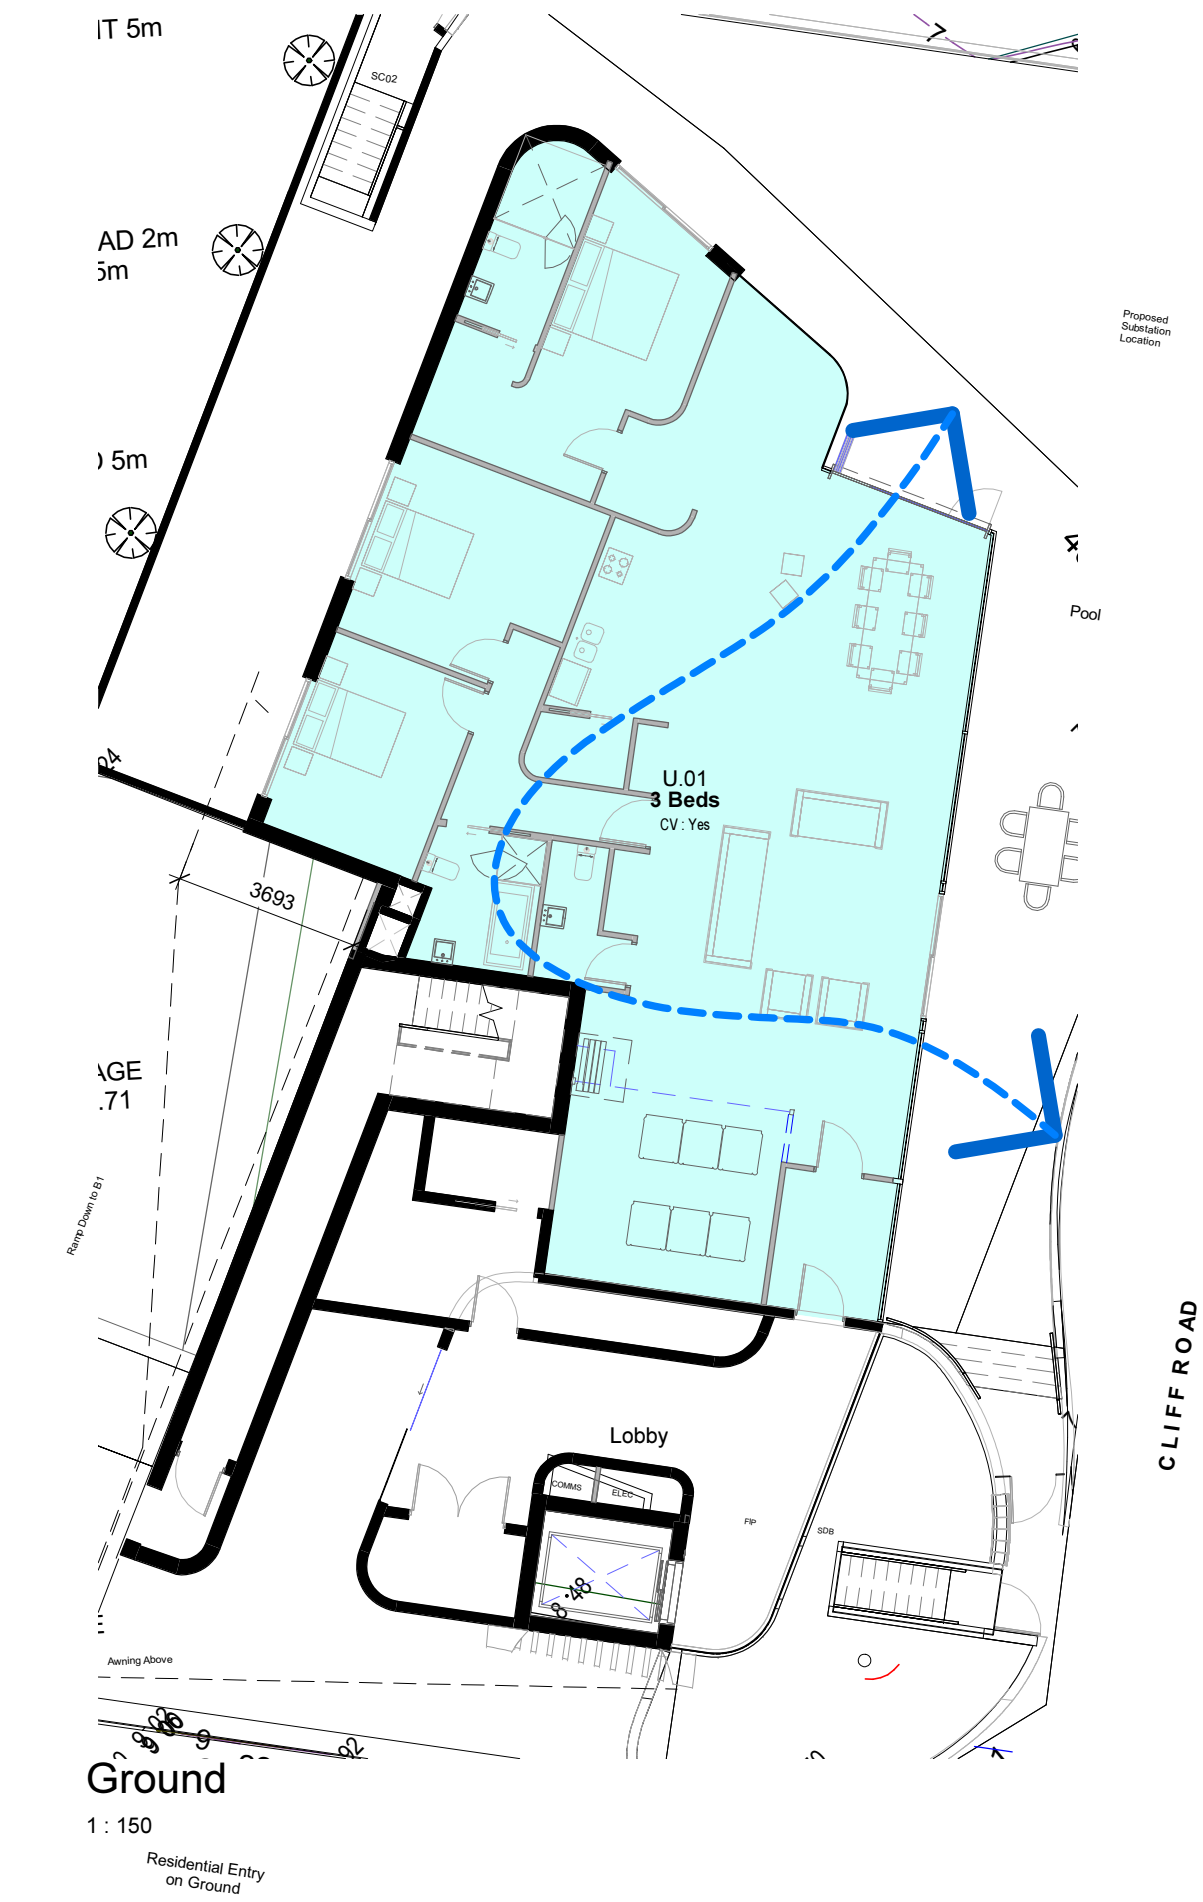 5m
SC02
AD 2m
5m
Proposed
Substation
Location
5m
Pool
U.01
3 Beds
CV : Yes
3693
AGE
.71
Ramp Down to B1
CLIFF ROAD
Lobby
COMMS
ELEC
FIP
SDB
8.48
Awning Above
Ground
1 : 150
Residential Entry
on Ground